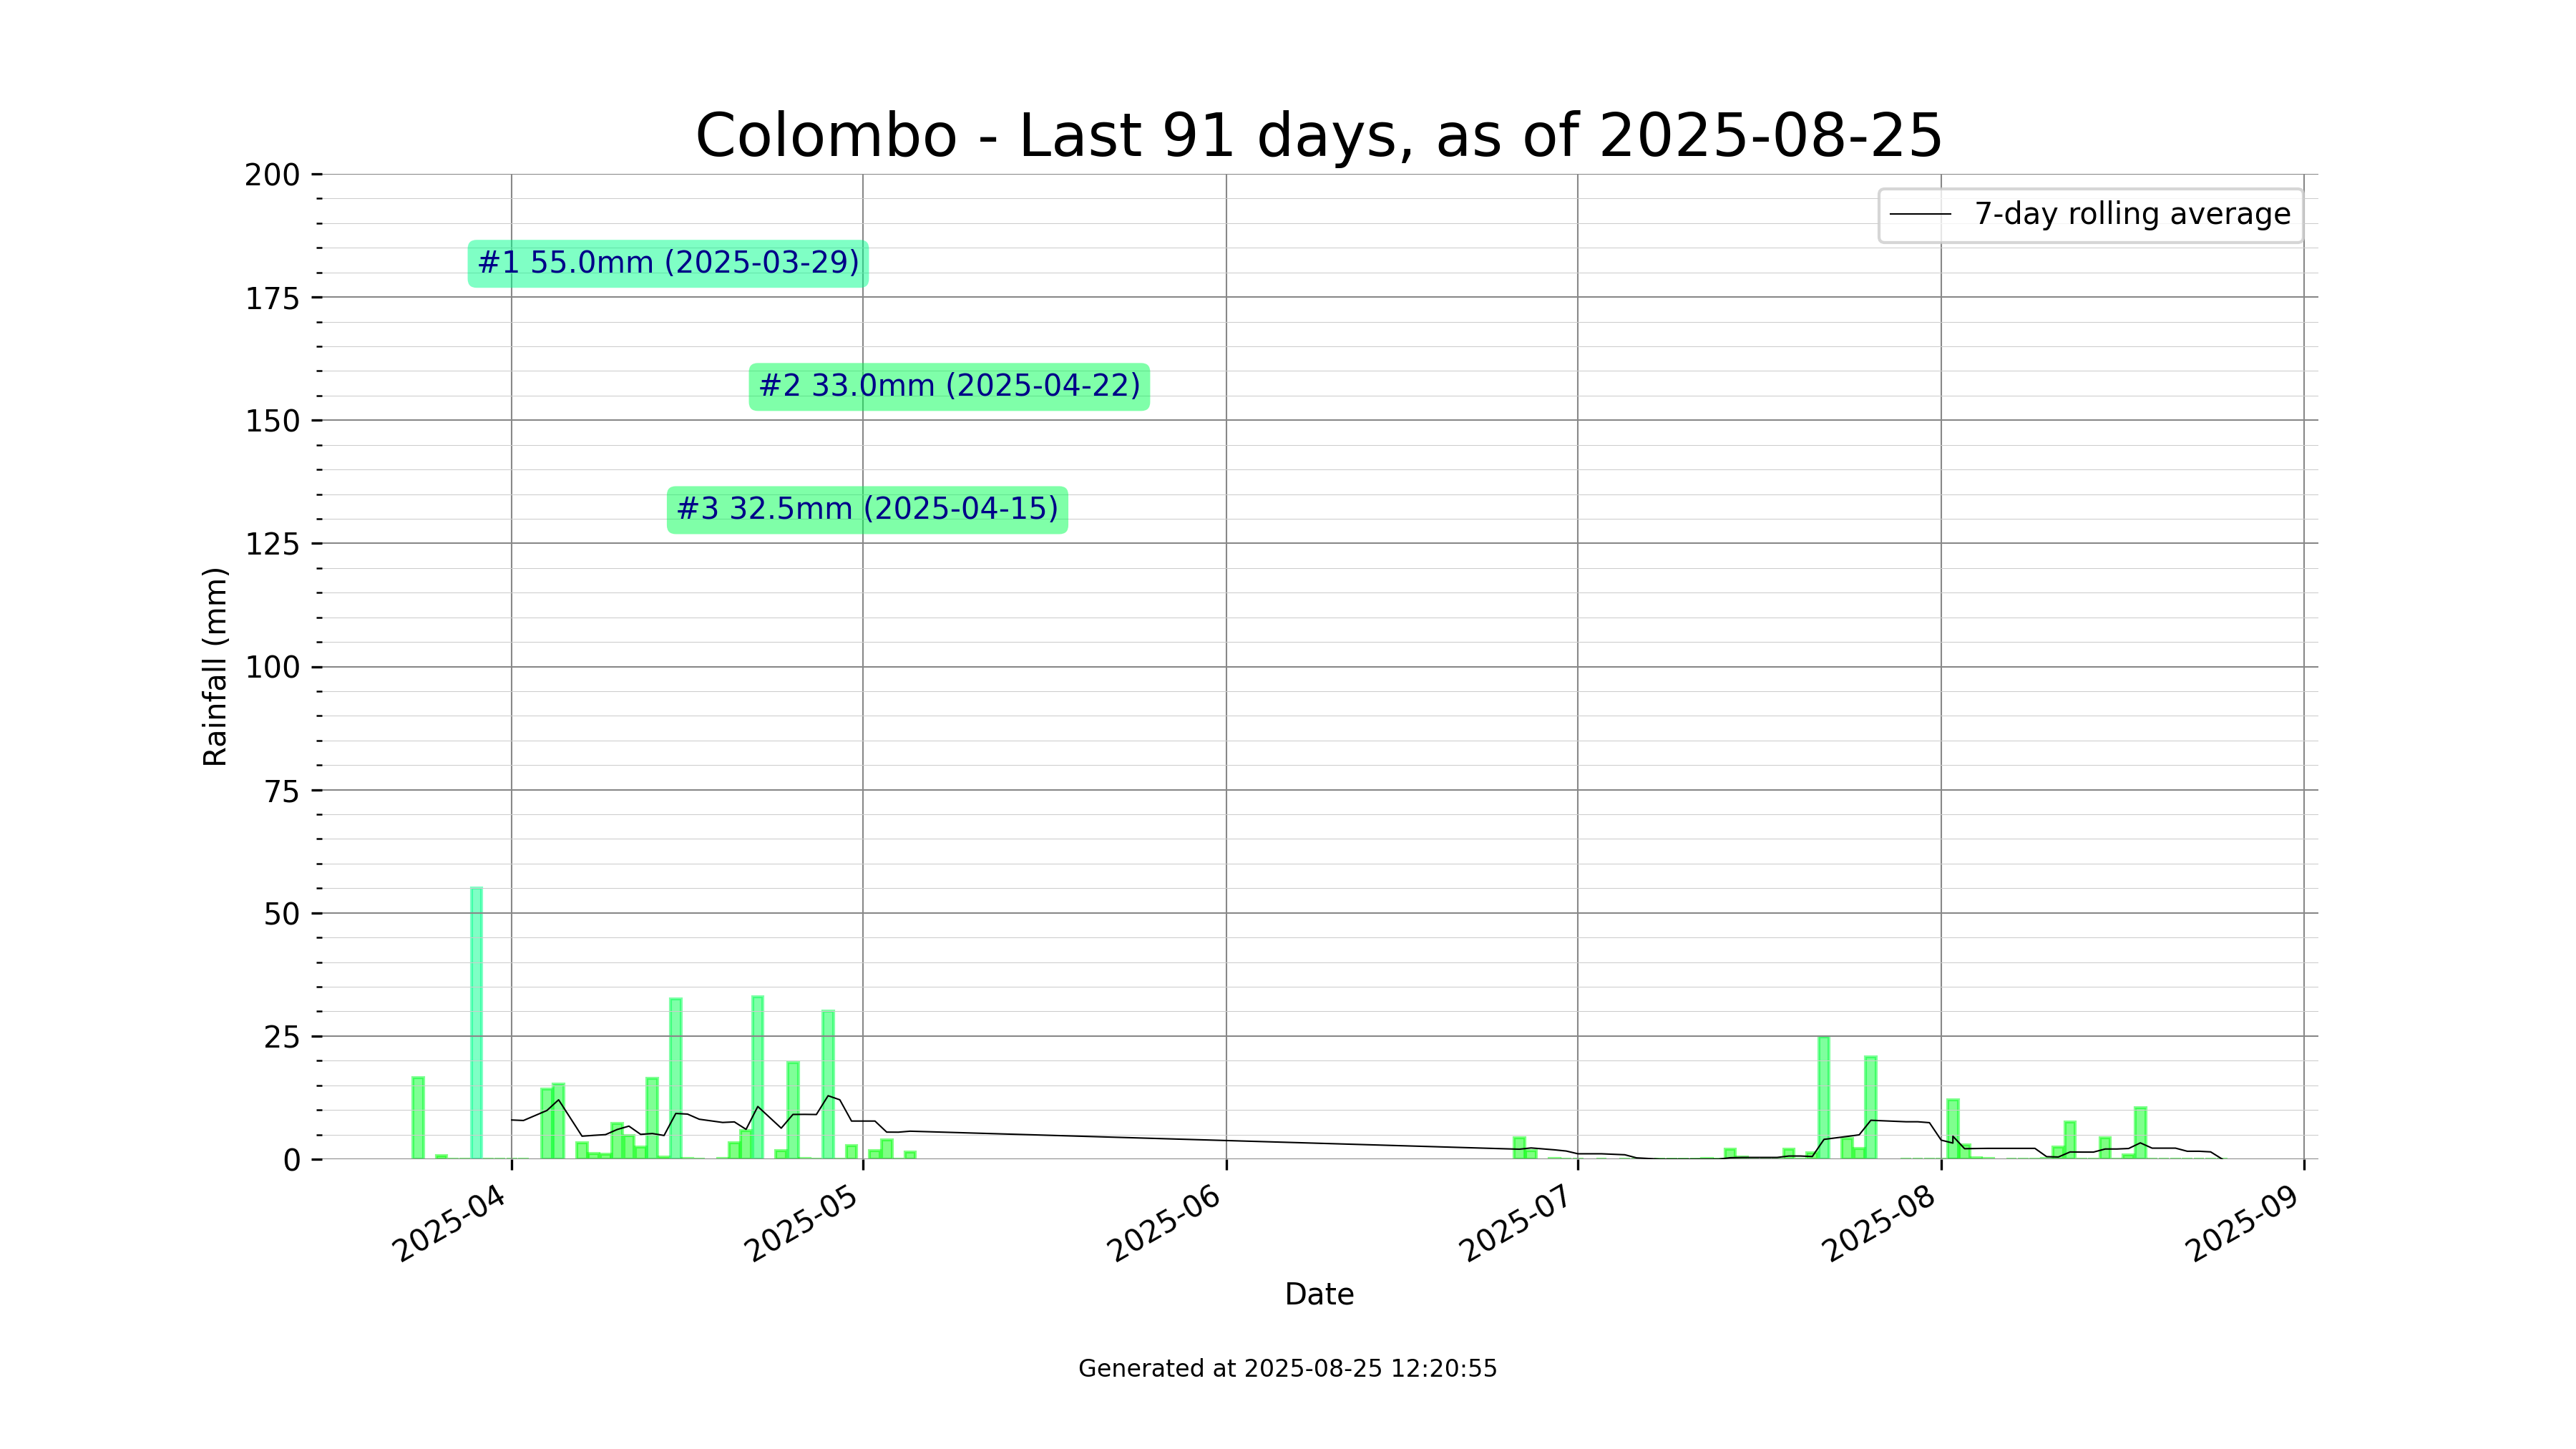 Colombo - Last 91 days, as of 2025-08-25
7-day rolling average
#1 55.0mm (2025-03-29)
#2 33.0mm (2025-04-22)
#3 32.5mm (2025-04-15)
Rainfall (mm)
200
175
150
125
100
75
50
25
0
2025-04
2025-05
2025-06
2025-07
2025-08
2025-09
Date
Generated at 2025-08-25 12:20:55